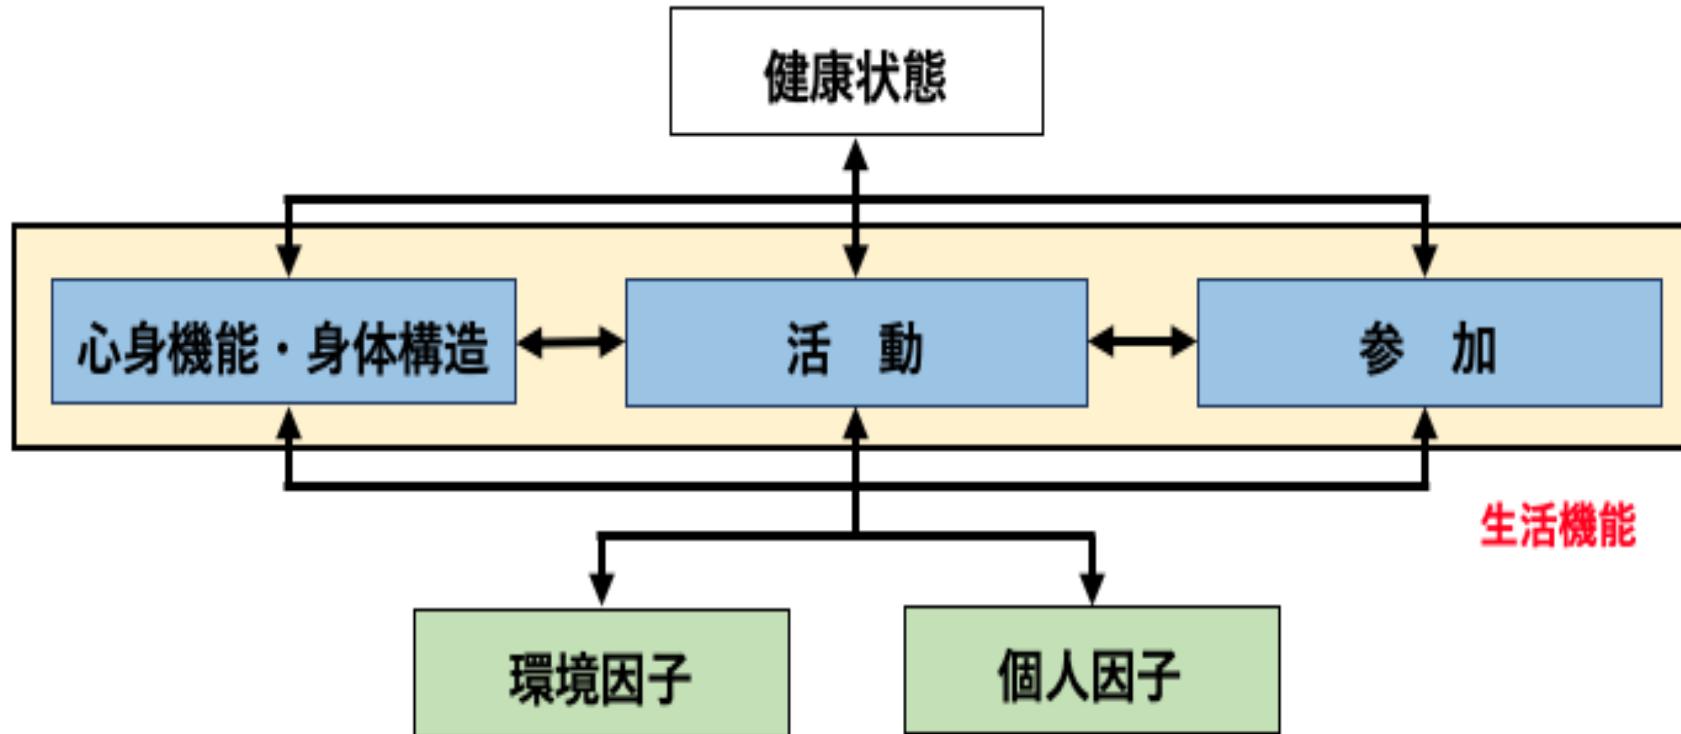 健康状態
心身機能・身体構造
活　動
参　加
生活機能
環境因子
個人因子